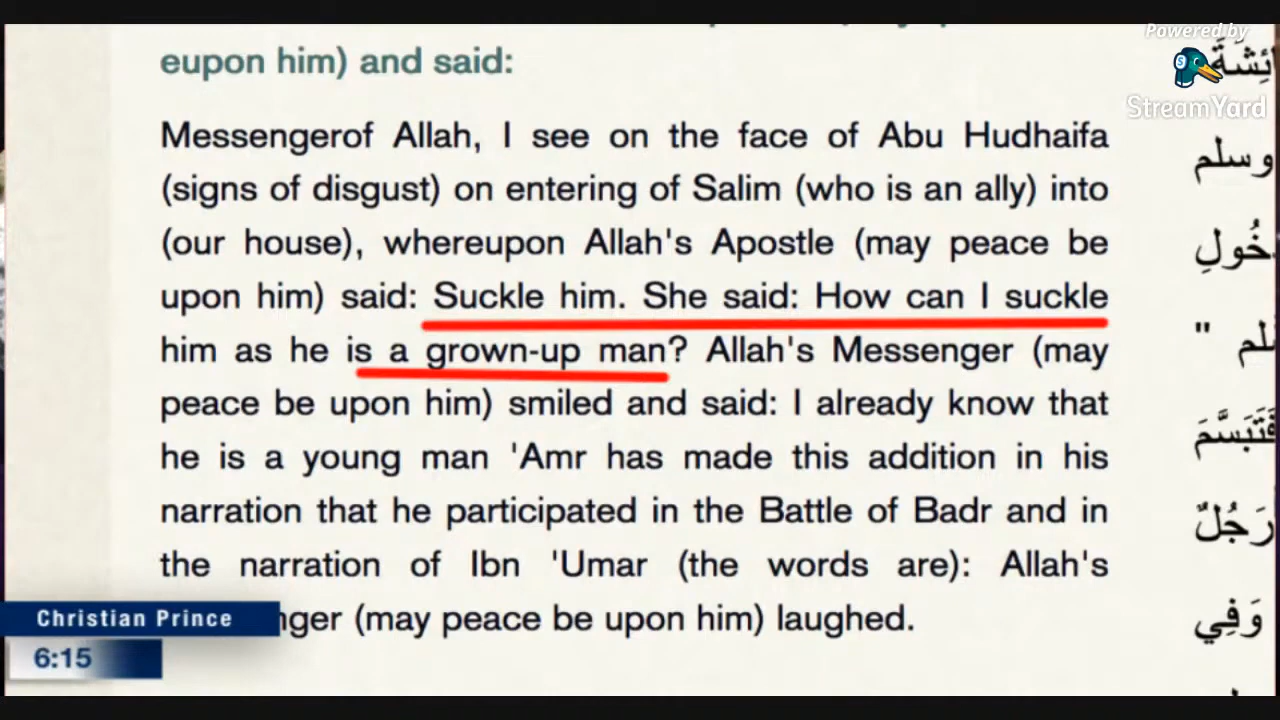 Powered by
StreamYard
eupon him) and said:
Messengerof Allah, I see on the face of Abu Hudhaifa
(signs of disgust) on entering of Salim (who is an ally) into
(our house), whereupon Allah's Apostle (may peace be
upon him) said: Suckle him. She said: How can I suckle
him as he is a grown-up man? Allah's Messenger (may
peace be upon him) smiled and said: I already know that
he is a young man 'Amr has made this addition in his
narration that he participated in the Battle of Badr and in
the narration of Ibn 'Umar (the words are): Allah's
nger (may peace be upon him) laughed.
وسلم
فَتَبَسَّمَ
رَجُلٌ
وَفِي
Christian Prince
6:15